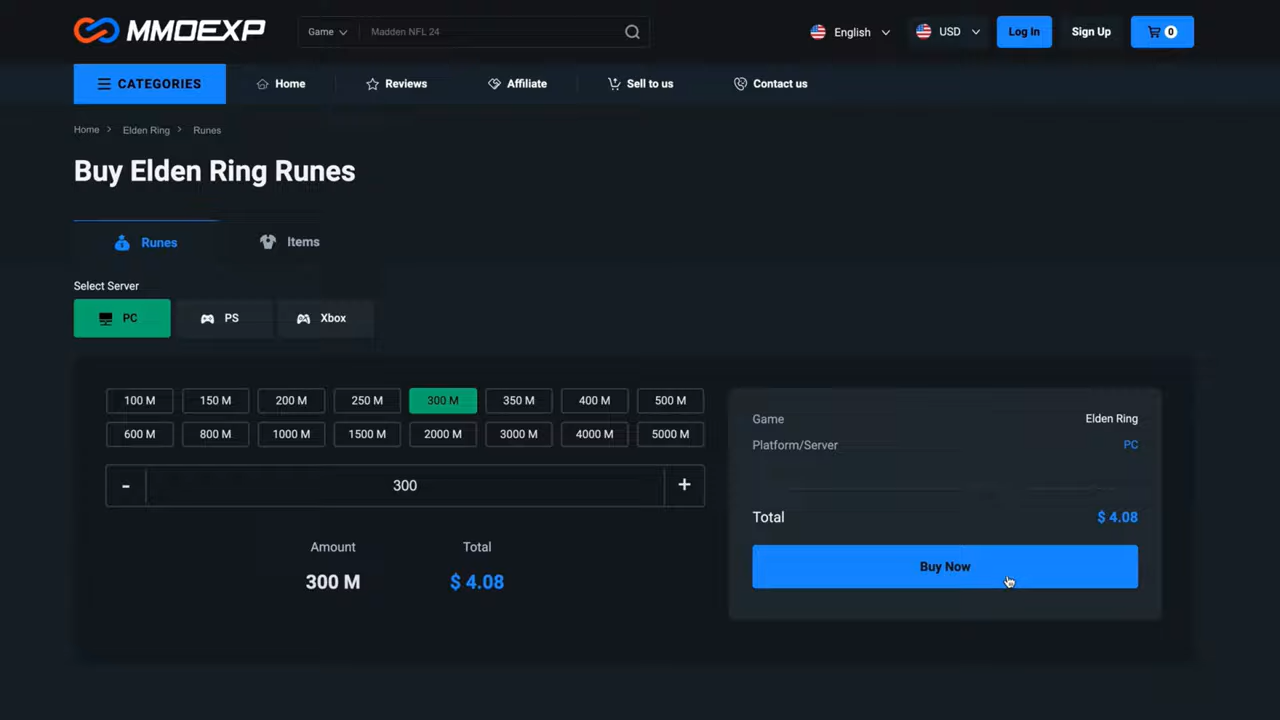 MMOEXP
Game
Madden NFL 24
English
USD
Log In
Sign Up
0
CATEGORIES
Home
Reviews
Affiliate
Sell to us
Contact us
Home > Elden Ring > Runes
Buy Elden Ring Runes
Runes
Items
Select Server
PC
PS
Xbox
100 M
150 M
200 M
250 M
300 M
350 M
400 M
500 M
600 M
800 M
1000 M
1500 M
2000 M
3000 M
4000 M
5000 M
-
300
+
Amount
Total
300 M
$ 4.08
Game
Elden Ring
Platform/Server
PC
Total
$ 4.08
Buy Now